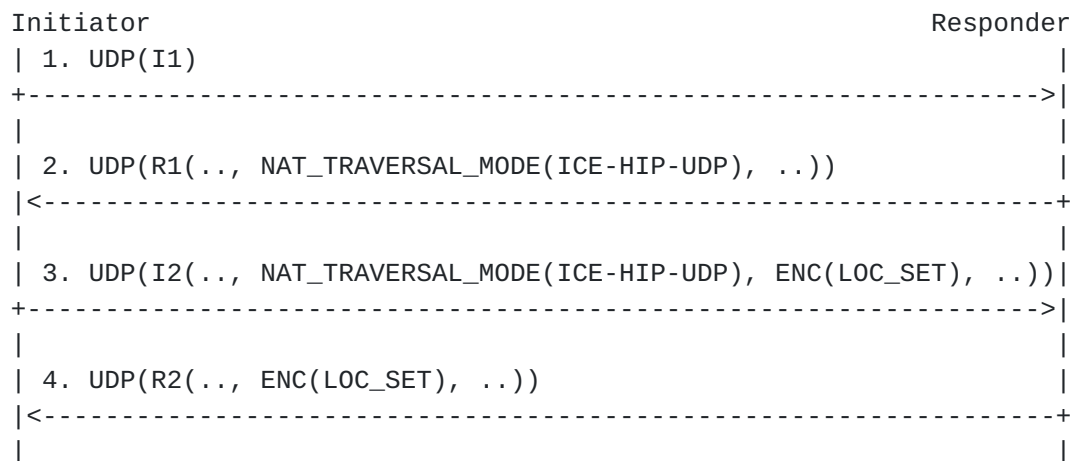 Initiator                                                   Responder
| 1. UDP(I1)                                                        |
+------------------------------------------------------------------>|
|                                                                   |
| 2. UDP(R1(.., NAT_TRAVERSAL_MODE(ICE-HIP-UDP), ..))               |
|<------------------------------------------------------------------+
|                                                                   |
| 3. UDP(I2(.., NAT_TRAVERSAL_MODE(ICE-HIP-UDP), ENC(LOC_SET), ..))|
+------------------------------------------------------------------>|
|                                                                   |
| 4. UDP(R2(.., ENC(LOC_SET), ..))                                  |
|<------------------------------------------------------------------+
|                                                                   |